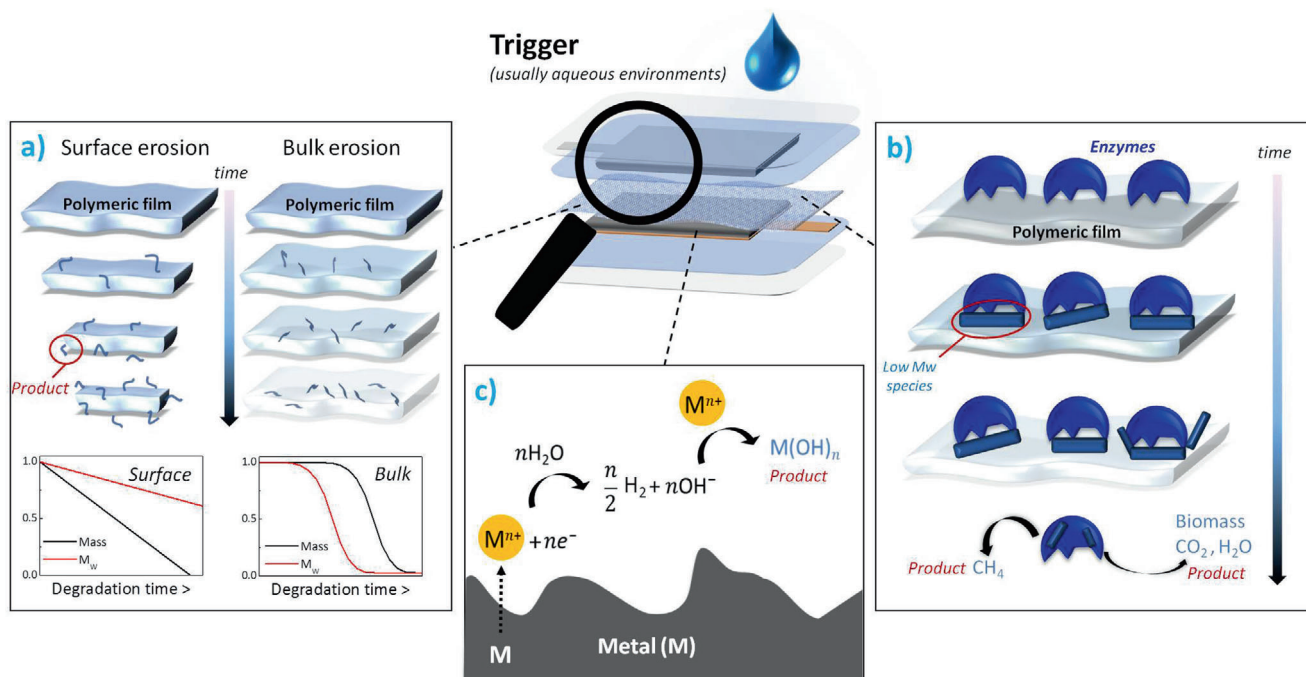 Trigger
(usually aqueous environments)
a)
Surface erosion
Bulk erosion
time
Polymeric film
Polymeric film
Product
1.0
0.5
0.0
Surface
Mass
Mw
Degradation time >
1.0
0.5
0.0
Bulk
Mass
Mw
Degradation time >
b)
Enzymes
time
Polymeric film
Low Mw
species
Product CH₄
Biomass
CO₂, H₂O
Product
c)
Mⁿ⁺
nH₂O
n/2 H₂ + nOH⁻
M(OH)ₙ
Product
Mⁿ⁺ + ne⁻
M
Metal (M)